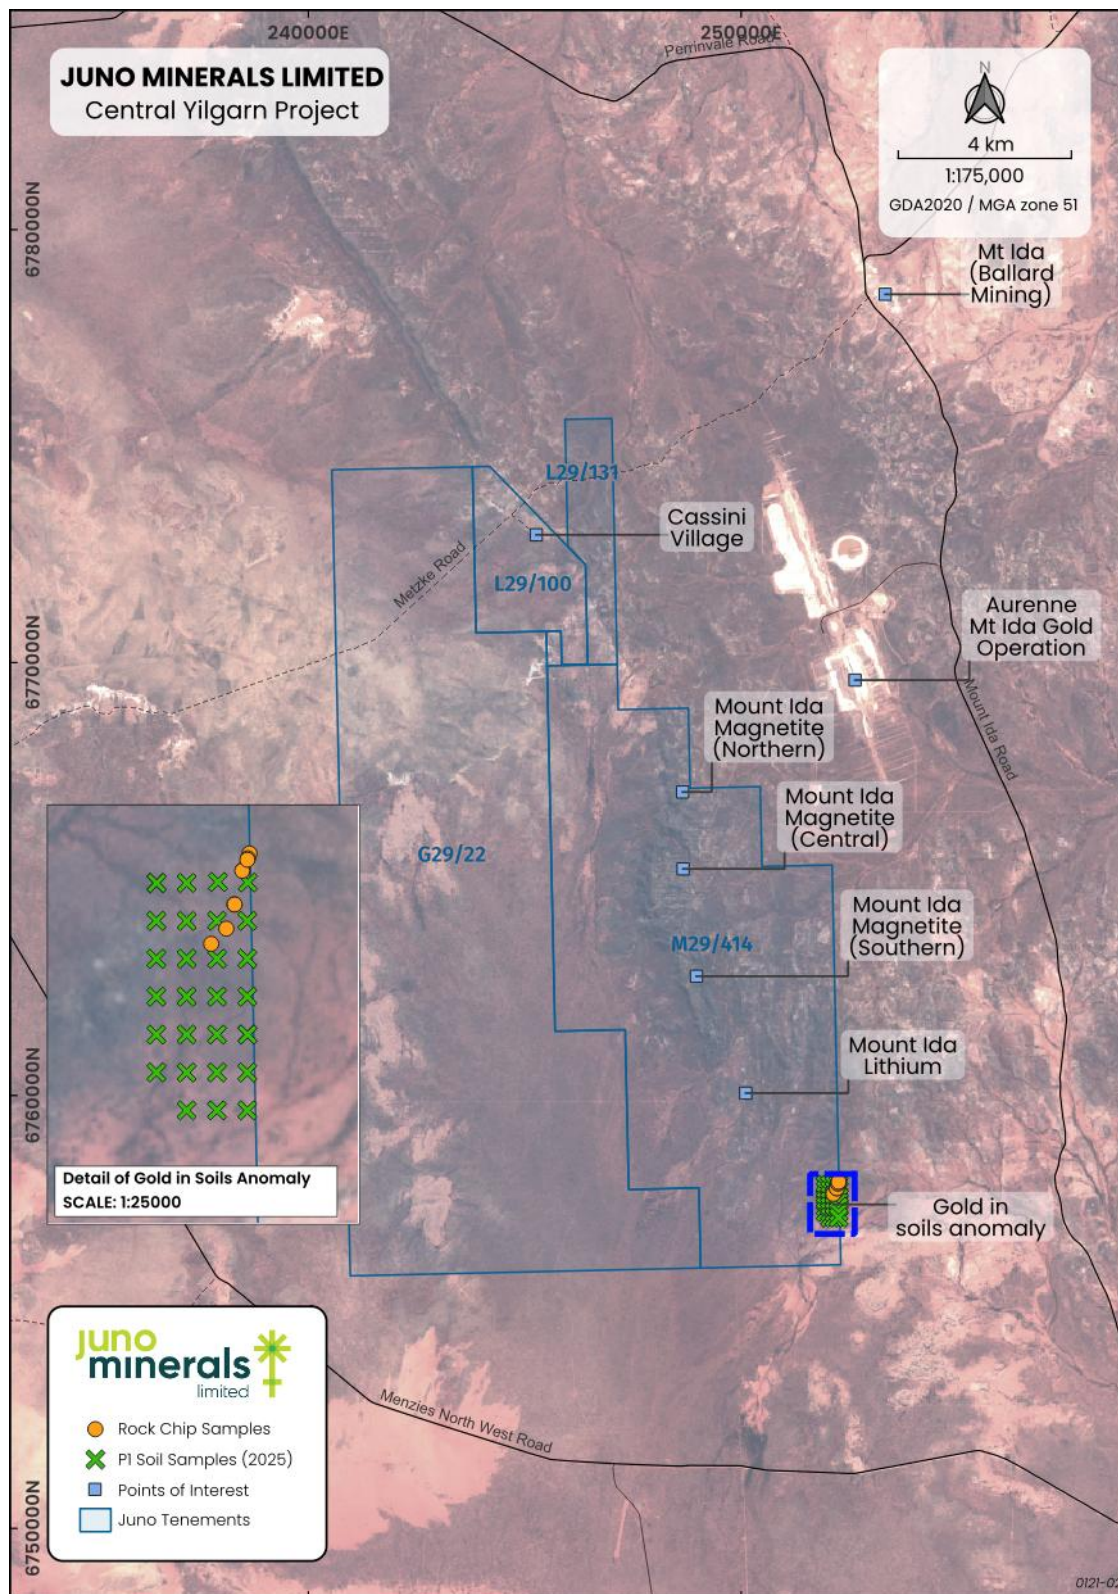 240000E
250000E
JUNO MINERALS LIMITED
Central Yilgarn Project
Perrinvale Road
N
4 km
1:175,000
GDA2020 / MGA zone 51
6780000N
Mt Ida
(Ballard
Mining)
L29/131
Cassini
Village
Metzke Road
L29/100
Aurenne
Mt Ida Gold
Operation
6770000N
Mount Ida Road
Mount Ida
Magnetite
(Northern)
Mount Ida
Magnetite
(Central)
G29/22
Mount Ida
Magnetite
(Southern)
M29/414
Mount Ida
Lithium
6760000N
Detail of Gold in Soils Anomaly
SCALE: 1:25000
Gold in
soils anomaly
juno
minerals
limited
Rock Chip Samples
P1 Soil Samples (2025)
Points of Interest
Juno Tenements
Menzies North West Road
6750000N